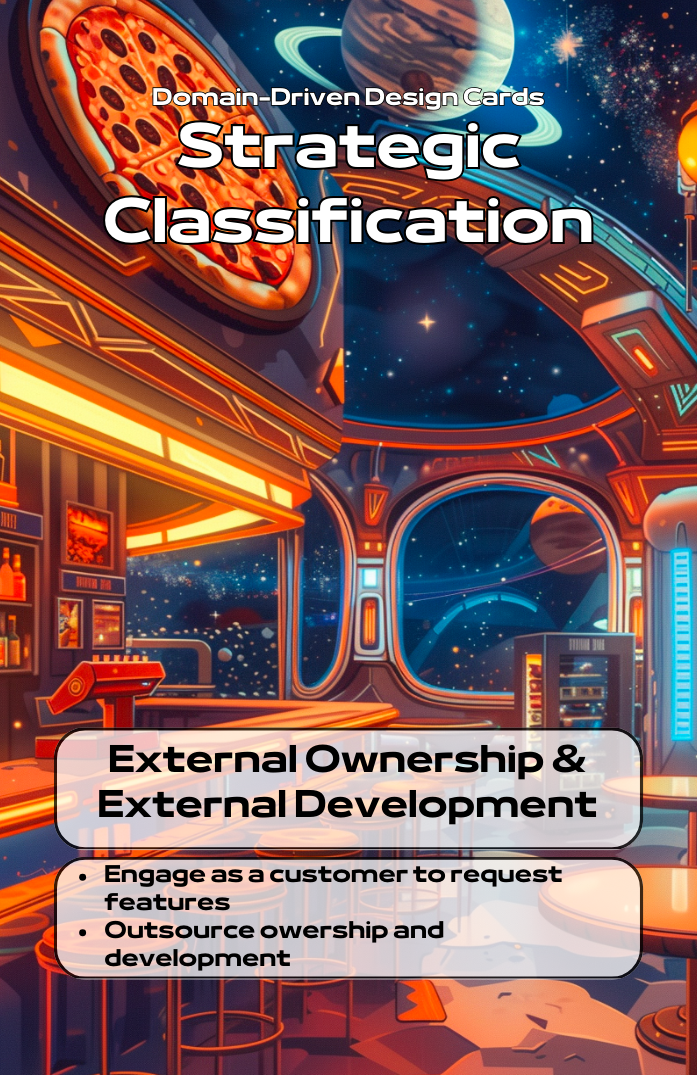 Domain-Driven Design Cards
Strategic
Classification
External Ownership &
External Development
• Engage as a customer to request
features
• Outsource owership and
development